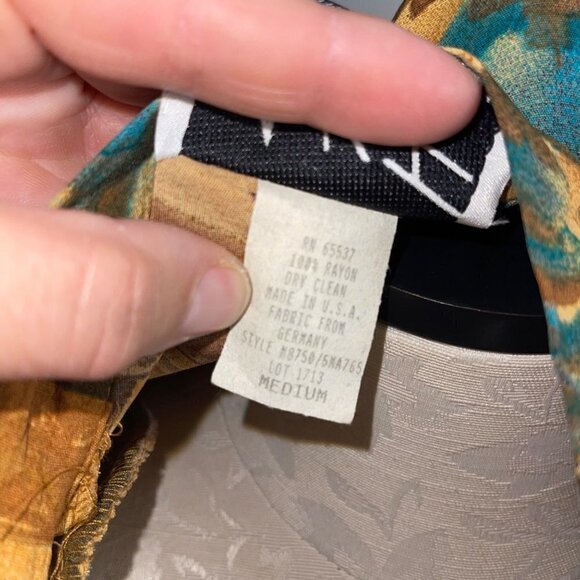 RN 65537
100% RAYON
DRY CLEAN
MADE IN U.S.A.
FABRIC FROM
GERMANY
STYLE M8750/5MA765
LOT 1713
MEDIUM